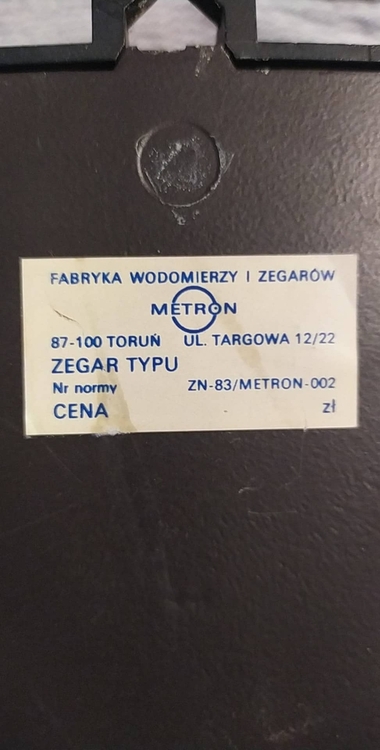 FABRYKA WODOMIERZY I ZEGARÓW
METRON
87-100 TORUŃ UL. TARGOWA 12/22
ZEGAR TYPU
Nr normy ZN-83/METRON-002
CENA zł